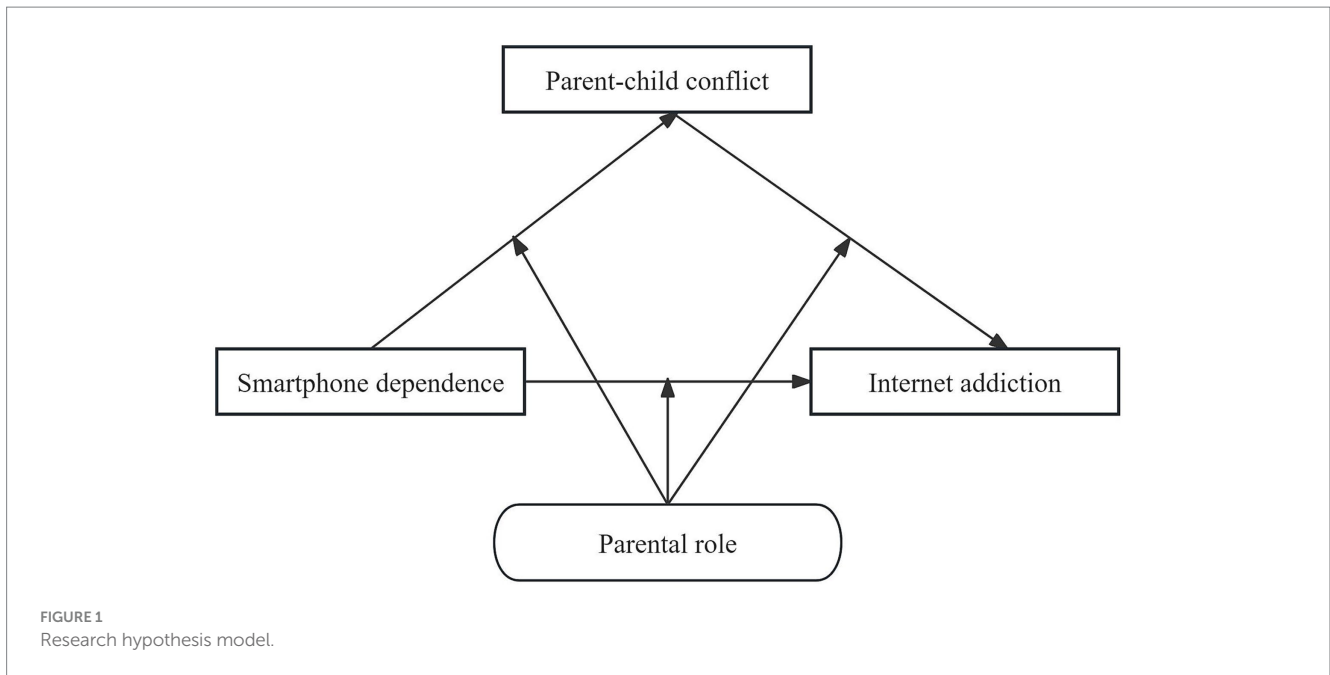 Parent-child conflict
Smartphone dependence
Internet addiction
Parental role
FIGURE 1
Research hypothesis model.